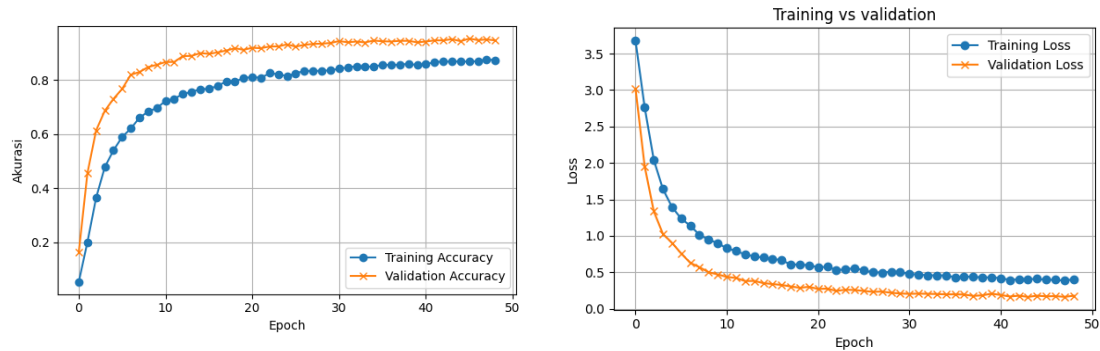 0.8
0.6
0.4
0.2
Akurasi
Training Accuracy
Validation Accuracy
0
10
20
30
40
50
Epoch
Training vs validation
3.5
3.0
2.5
2.0
1.5
1.0
0.5
0.0
Loss
Training Loss
Validation Loss
0
10
20
30
40
50
Epoch